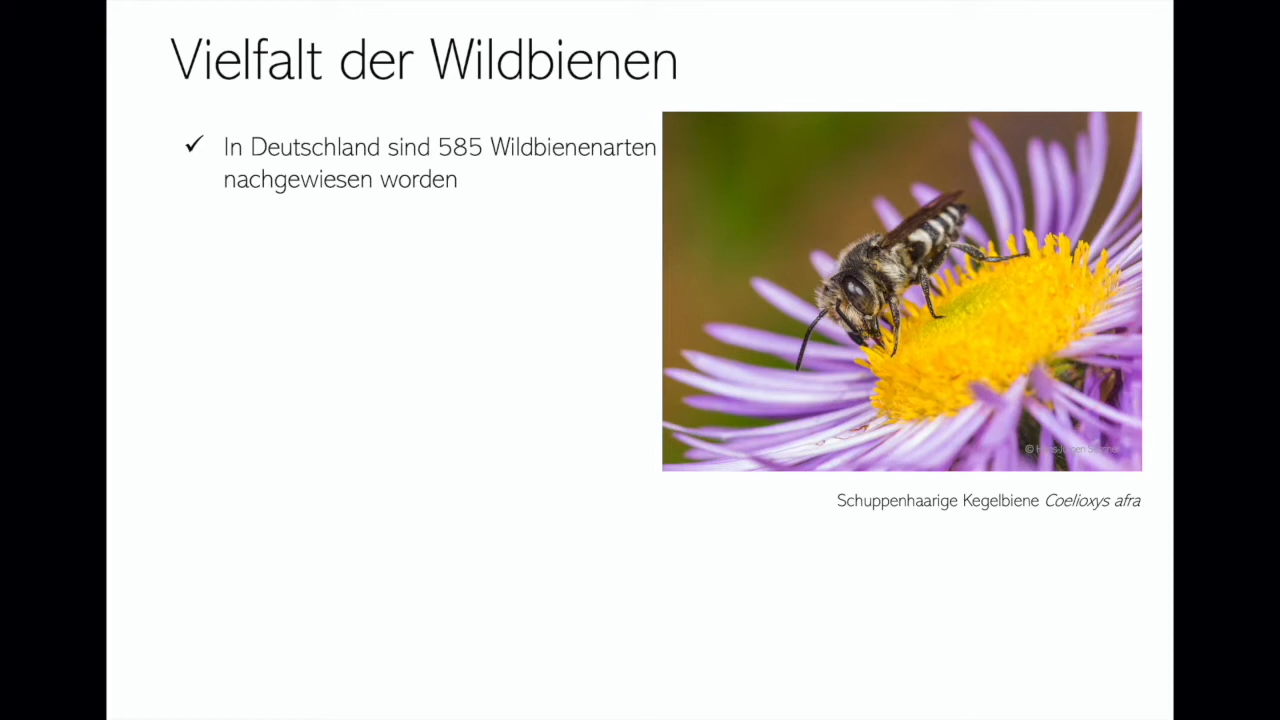 Vielfalt der Wildbienen
✓ In Deutschland sind 585 Wildbienenarten
nachgewiesen worden
Schuppenhaarige Kegelbiene Coelioxys afra